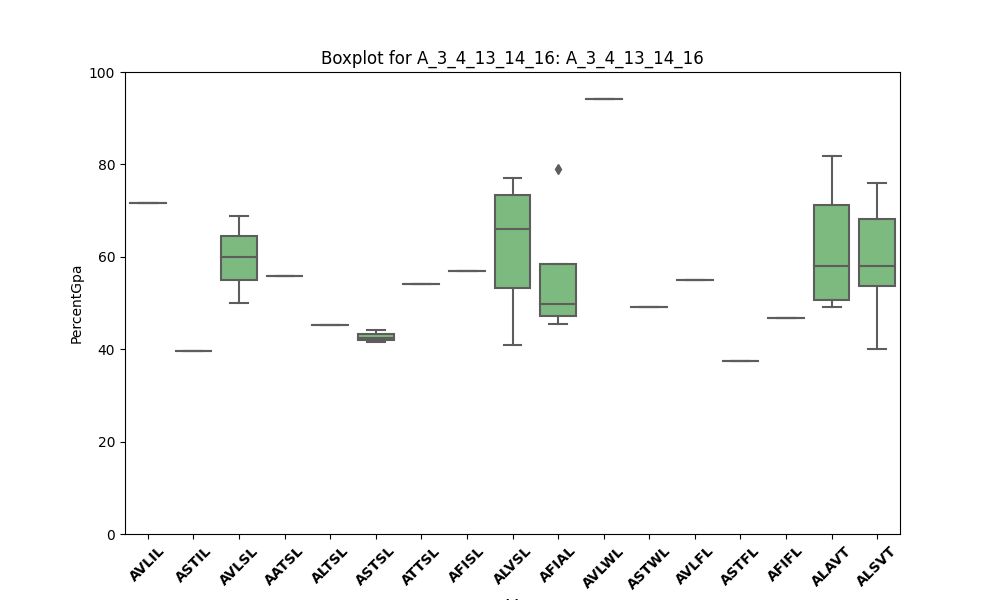 Boxplot for A_3_4_13_14_16: A_3_4_13_14_16
100
80
60
40
20
0
PercentGpa
AVLIL
ASTIL
AVLSL
AATSL
ALTSL
ASTSL
ATTSL
AFISL
ALVSL
AFIAL
AVLWL
ASTWL
AVLFL
ASTFL
AFIFL
ALAVT
ALSVT